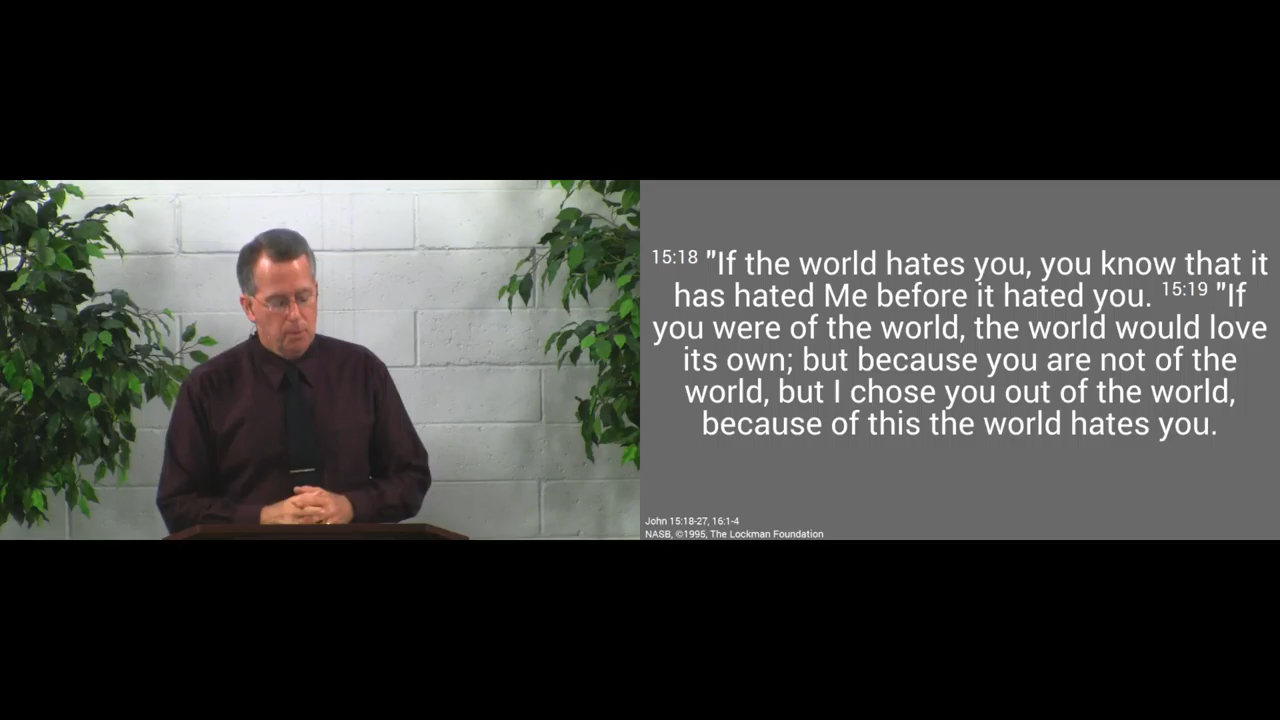 15:18 "If the world hates you, you know that it
has hated Me before it hated you. 15:19 "If
you were of the world, the world would love
its own; but because you are not of the
world, but I chose you out of the world,
because of this the world hates you.
John 15:18-27, 16:1-4
NASB, ©1995, The Lockman Foundation